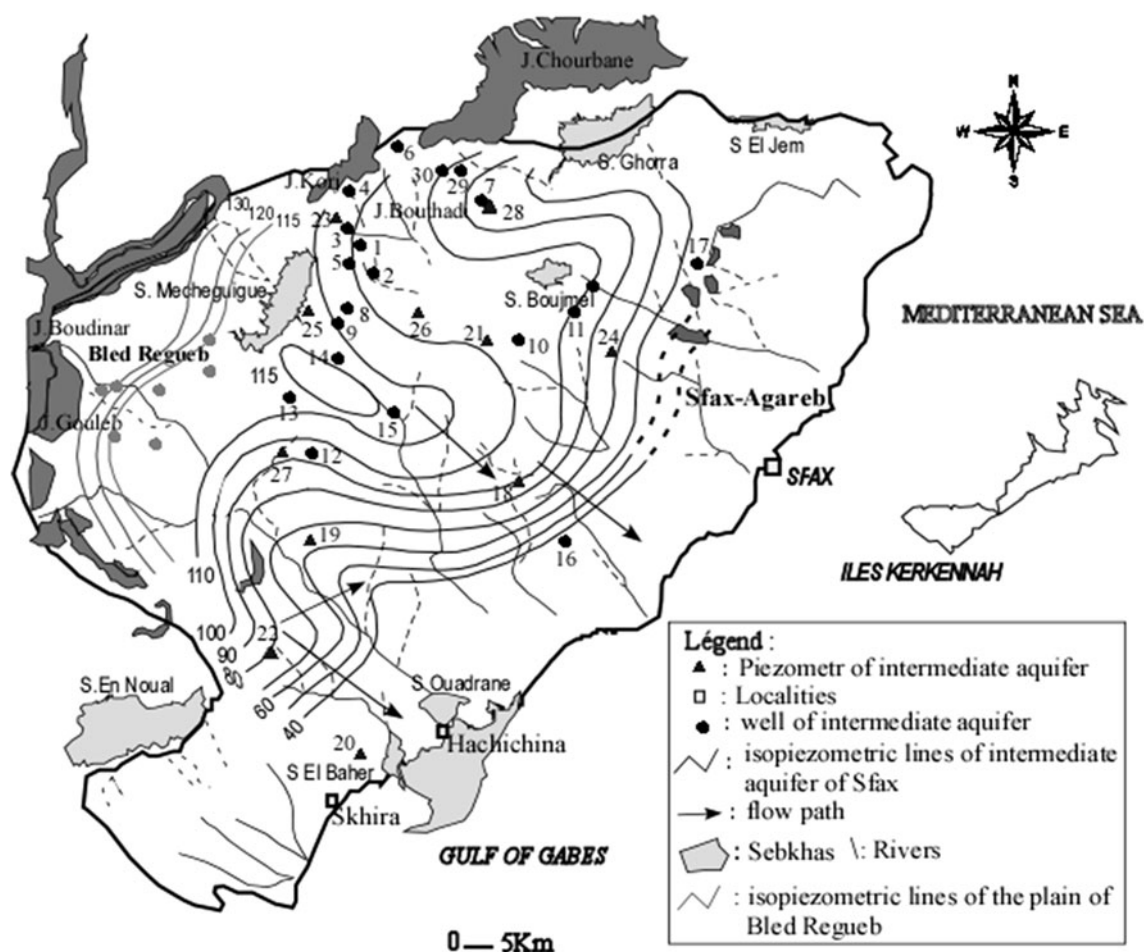 J.Chourbane
N
W E
S
S El Jem
S. Ghorra
6
30
29
7
J.Kori
4
28
J.Bouthadi
130
120
115
23
3
1
17
5
2
S. Mecheguigue
S. Boujmel
MEDITERRANEAN SEA
8
25
26
11
J.Boudinar
9
21
10
24
Bled Regueb
14
115
Sfax-Agareb
13
15
J.Gouleb
12
27
SFAX
18
19
16
110
ILES KERKENNAH
100
22
90
80
S.En Noual
S.Ouadrane
60
40
Hachichina
20
S El Baher
Skhira
GULF OF GABES
0 5Km
Légend :
: Piezometr of intermediate aquifer
: Localities
: well of intermediate aquifer
: isopiezometric lines of intermediate
aquifer of Sfax
: flow path
: Sebkhas \: Rivers
: isopiezometric lines of the plain of
Bled Regueb